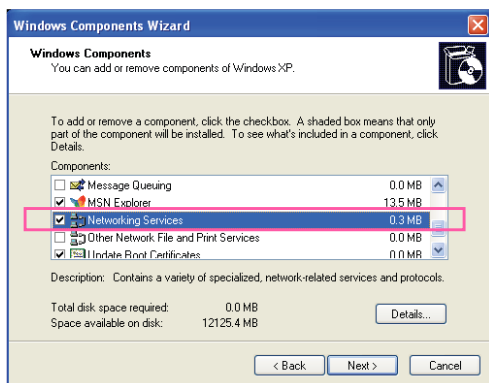 Windows Components Wizard
Windows Components
You can add or remove components of Windows XP.
To add or remove a component, click the checkbox. A shaded box means that only
part of the component will be installed. To see what's included in a component, click
Details.
Components:
Message Queuing 0.0 MB
MSN Explorer 13.5 MB
Networking Services 0.3 MB
Other Network File and Print Services 0.0 MB
Update Root Certificates 0.0 MB
Description: Contains a variety of specialized, network-related services and protocols.
Total disk space required: 0.0 MB
Space available on disk: 12125.4 MB
Details...
< Back Next > Cancel